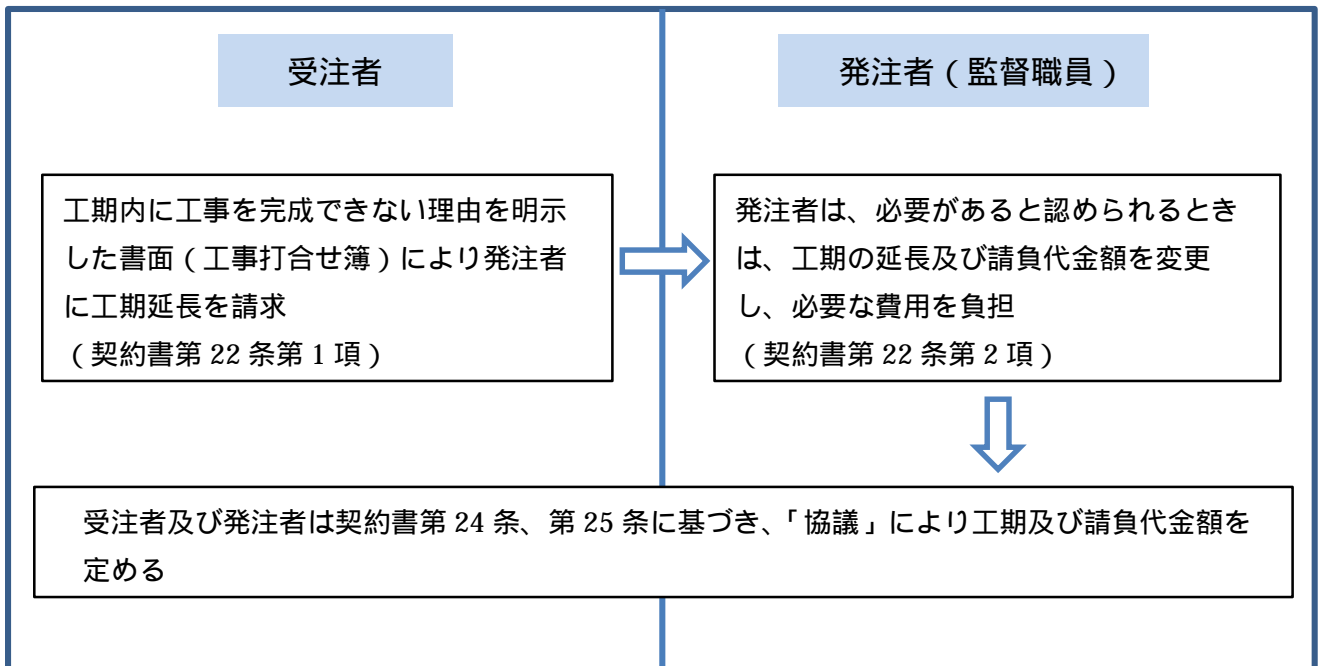 受注者
発注者（監督職員）
工期内に工事を完成できない理由を明示
した書面（工事打合せ簿）により発注者
に工期延長を請求
（契約書第 22 条第 1 項）
発注者は、必要があると認められるとき
は、工期の延長及び請負代金額を変更
し、必要な費用を負担
（契約書第 22 条第 2 項）
受注者及び発注者は契約書第 24 条、第 25 条に基づき、「協議」により工期及び請負代金額を
定める